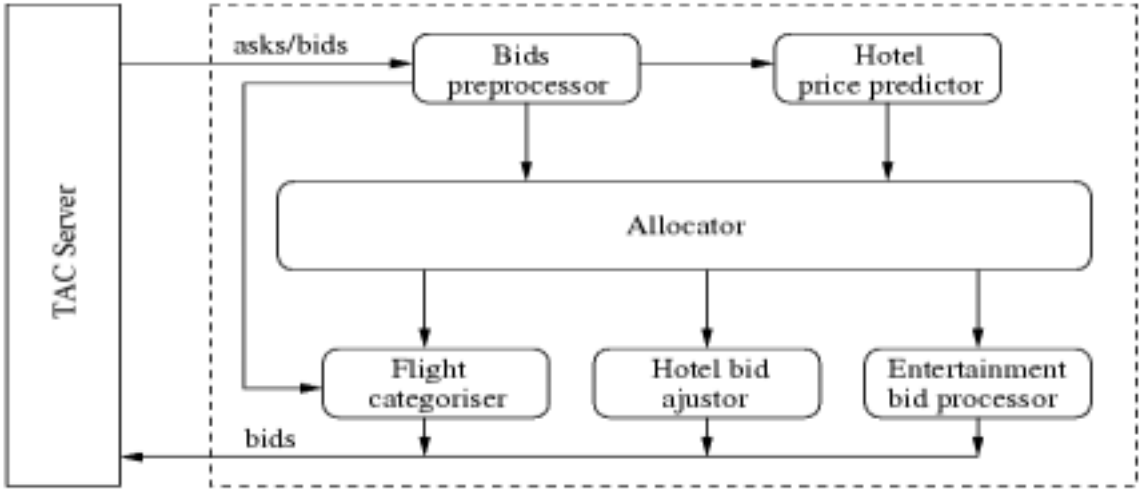 asks/bids
Bids
preprocessor
Hotel
price predictor
TAC Server
Allocator
Flight
categoriser
Hotel bid
ajustor
Entertainment
bid processor
bids